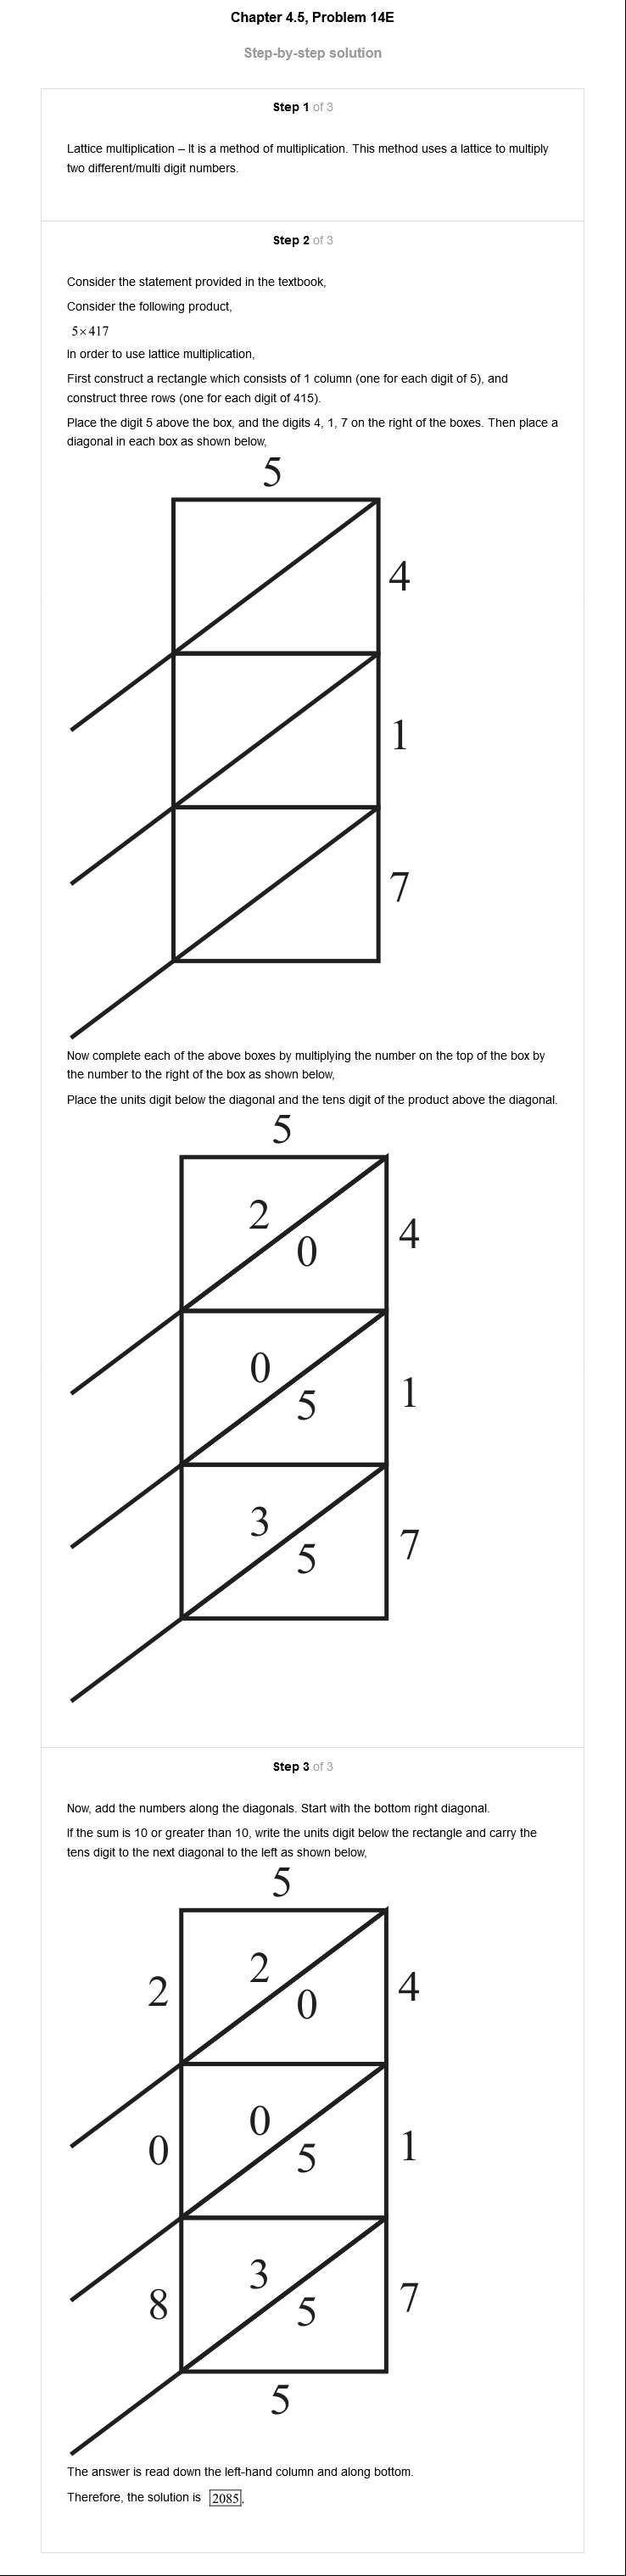 Chapter 4.5, Problem 14E
Step-by-step solution
Step 1 of 3
Lattice multiplication – It is a method of multiplication. This method uses a lattice to multiply
two different/multi digit numbers.
Step 2 of 3
Consider the statement provided in the textbook,
Consider the following product,
5×417
In order to use lattice multiplication,
First construct a rectangle which consists of 1 column (one for each digit of 5), and
construct three rows (one for each digit of 415).
Place the digit 5 above the box, and the digits 4, 1, 7 on the right of the boxes. Then place a
diagonal in each box as shown below,
5
4
1
7
Now complete each of the above boxes by multiplying the number on the top of the box by
the number to the right of the box as shown below,
Place the units digit below the diagonal and the tens digit of the product above the diagonal.
5
2
0 4
0
5 1
3
5 7
Step 3 of 3
Now, add the numbers along the diagonals. Start with the bottom right diagonal.
If the sum is 10 or greater than 10, write the units digit below the rectangle and carry the
tens digit to the next diagonal to the left as shown below,
5
2 2
0 4
0 0
5 1
8 3
5 7
5
The answer is read down the left-hand column and along bottom.
Therefore, the solution is 2085.